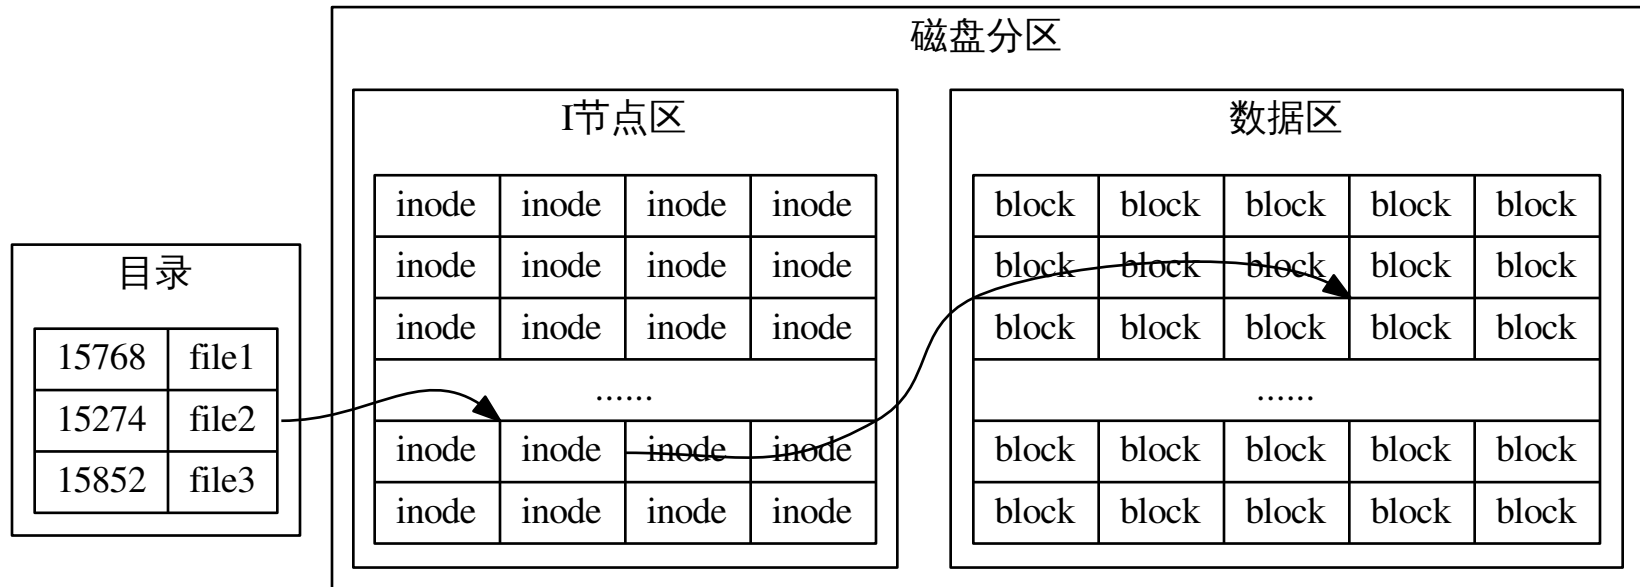 磁盘分区
I节点区
inode inode inode inode
inode inode inode inode
inode inode inode inode
......
inode inode inode inode
inode inode inode inode
数据区
block block block block block
block block block block block
block block block block block
......
block block block block block
block block block block block
目录
15768 file1
15274 file2
15852 file3